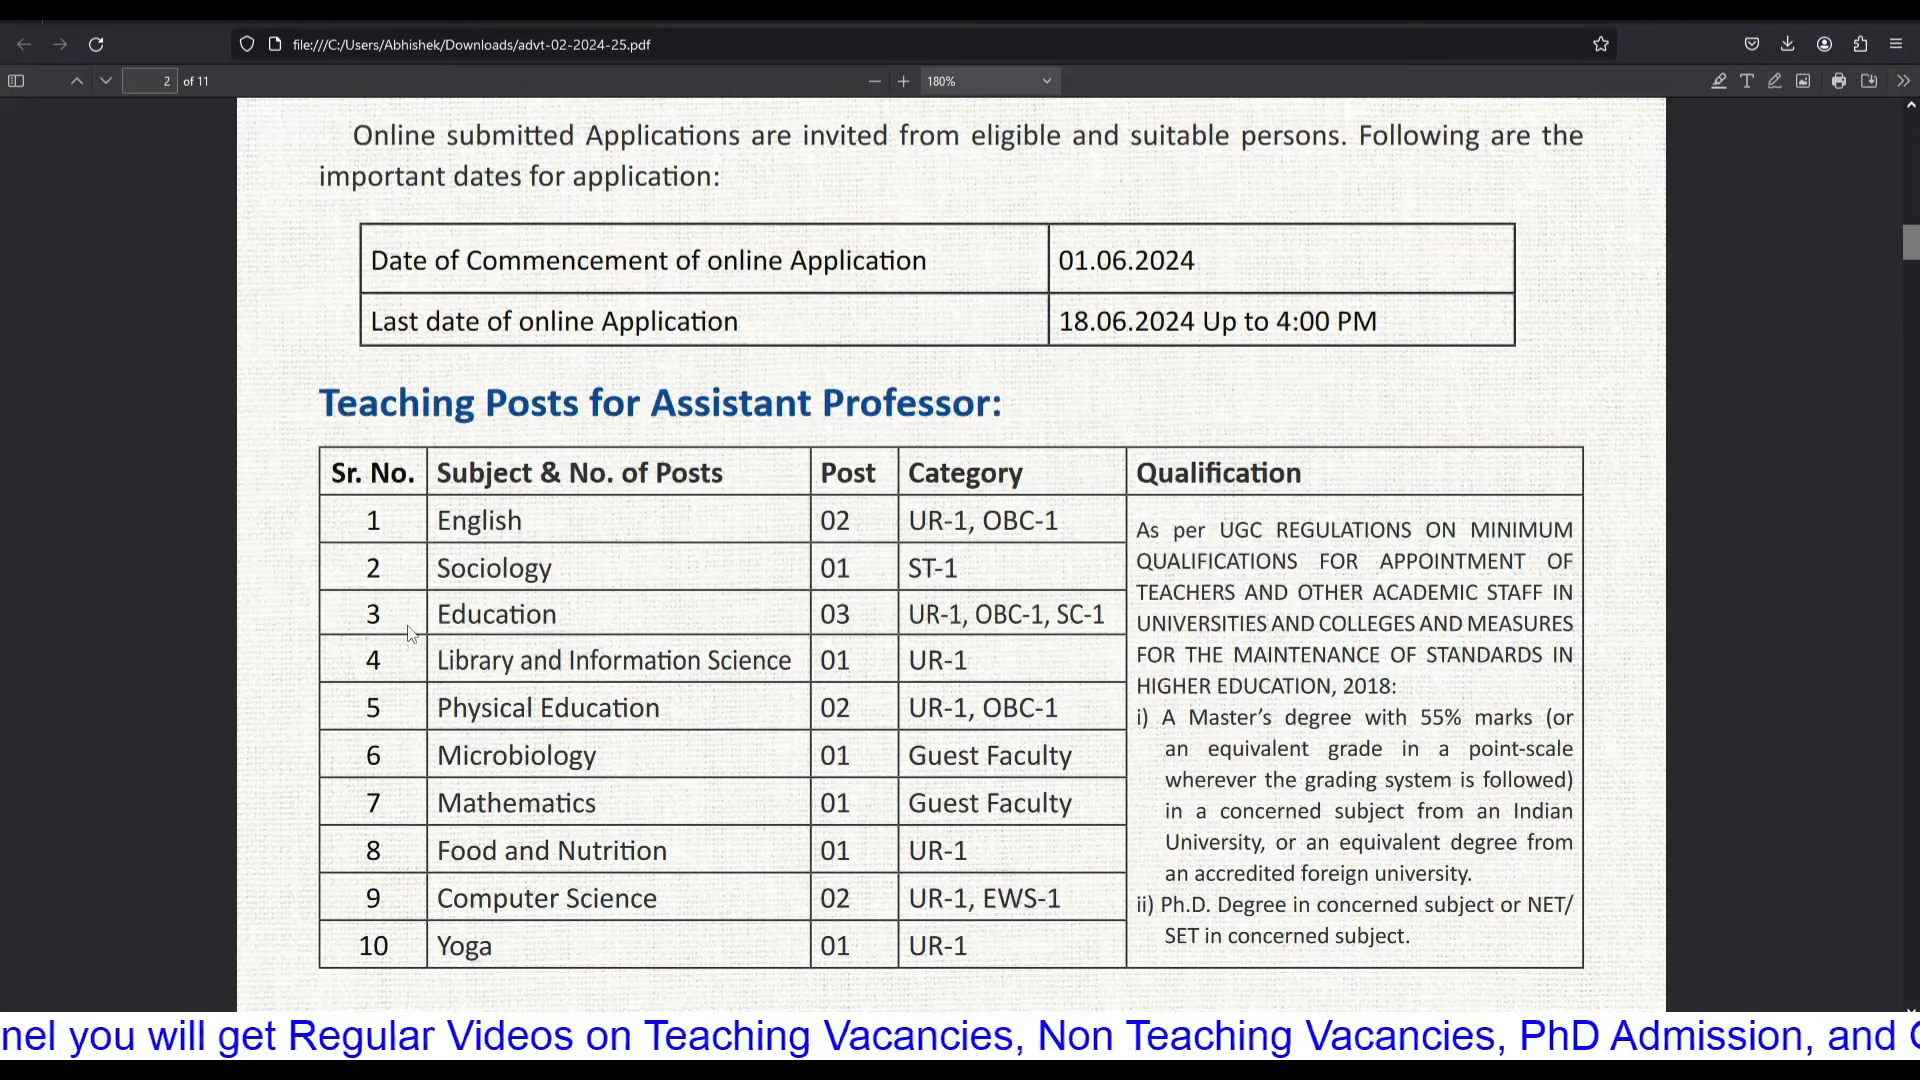 file:///C:/Users/Abhishek/Downloads/advt-02-2024-25.pdf
2 of 11
180%
Online submitted Applications are invited from eligible and suitable persons. Following are the
important dates for application:
Date of Commencement of online Application 01.06.2024
Last date of online Application 18.06.2024 Up to 4:00 PM
Teaching Posts for Assistant Professor:
Sr. No. Subject & No. of Posts Post Category Qualification
1 English 02 UR-1, OBC-1
2 Sociology 01 ST-1
3 Education 03 UR-1, OBC-1, SC-1
4 Library and Information Science 01 UR-1
5 Physical Education 02 UR-1, OBC-1
6 Microbiology 01 Guest Faculty
7 Mathematics 01 Guest Faculty
8 Food and Nutrition 01 UR-1
9 Computer Science 02 UR-1, EWS-1
10 Yoga 01 UR-1
As per UGC REGULATIONS ON MINIMUM
QUALIFICATIONS FOR APPOINTMENT OF
TEACHERS AND OTHER ACADEMIC STAFF IN
UNIVERSITIES AND COLLEGES AND MEASURES
FOR THE MAINTENANCE OF STANDARDS IN
HIGHER EDUCATION, 2018:
i) A Master's degree with 55% marks (or
an equivalent grade in a point-scale
wherever the grading system is followed)
in a concerned subject from an Indian
University, or an equivalent degree from
an accredited foreign university.
ii) Ph.D. Degree in concerned subject or NET/
SET in concerned subject.
nel you will get Regular Videos on Teaching Vacancies, Non Teaching Vacancies, PhD Admission, and